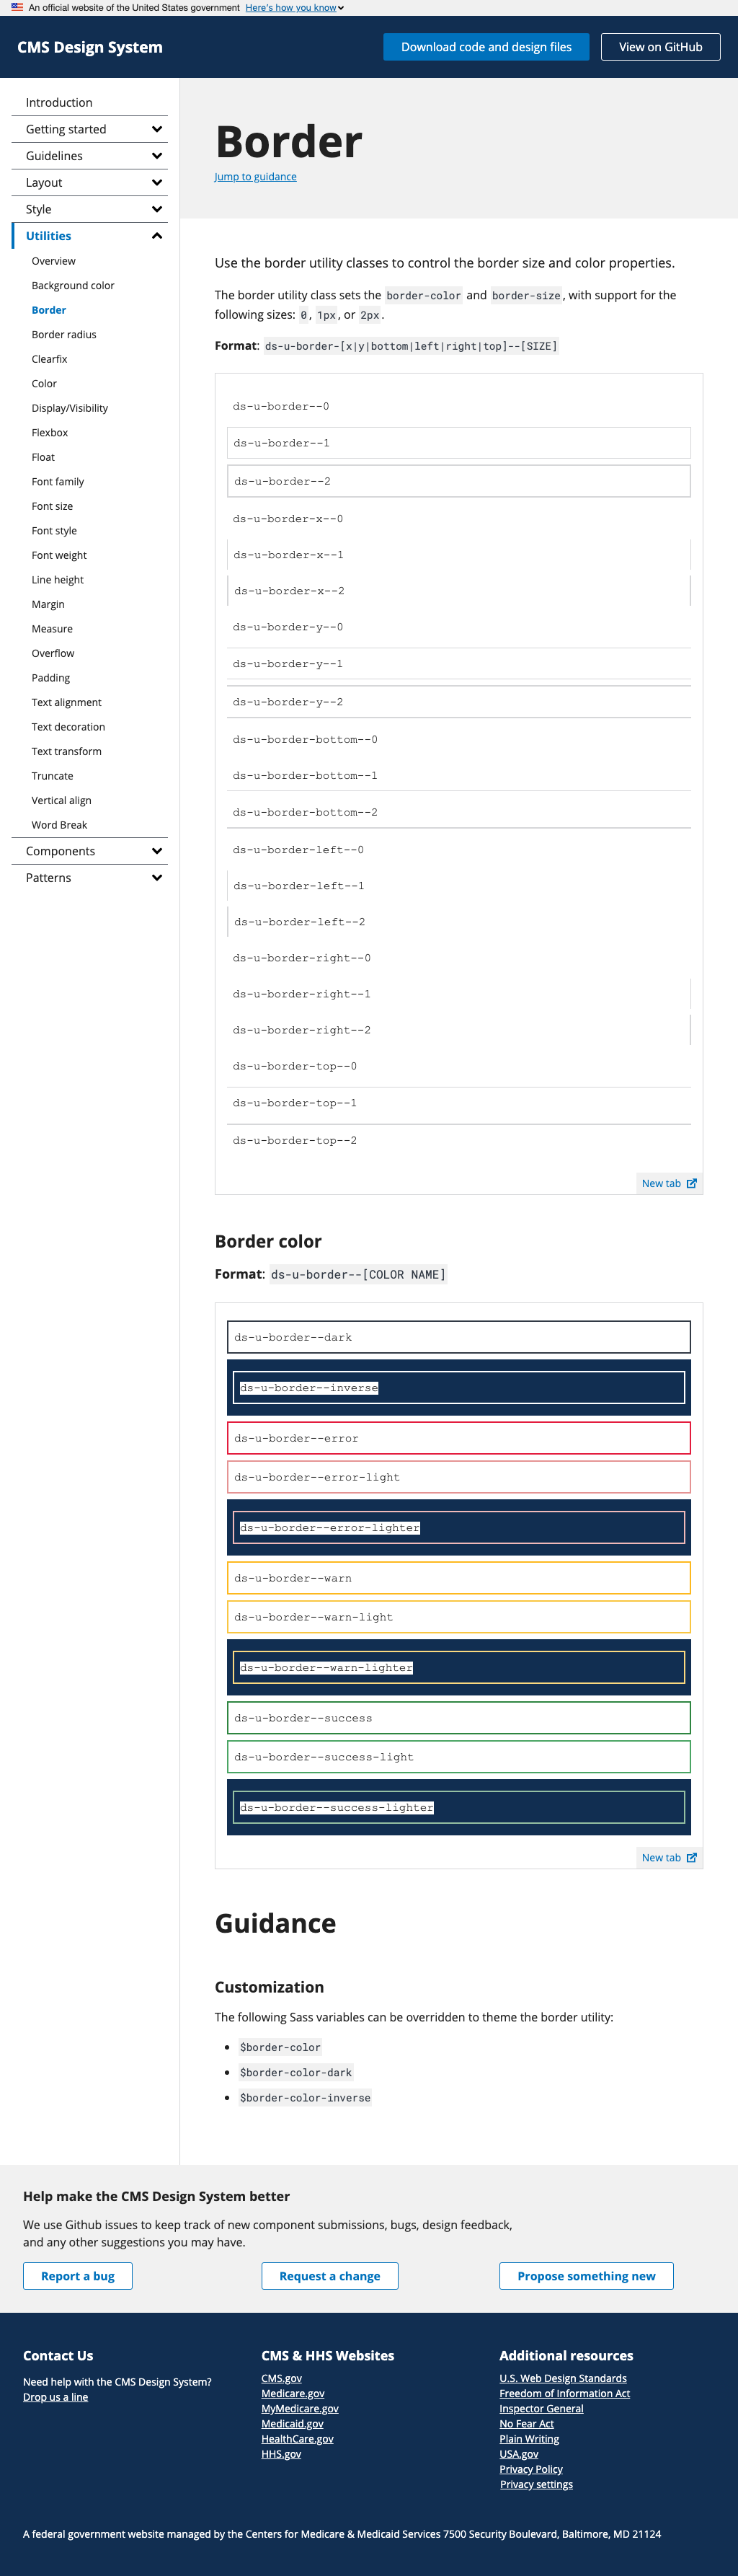 An official website of the United States government Here's how you know
CMS Design System
Download code and design files
View on GitHub
Introduction
Getting started
Guidelines
Layout
Style
Utilities
Overview
Background color
Border
Border radius
Clearfix
Color
Display/Visibility
Flexbox
Float
Font family
Font size
Font style
Font weight
Line height
Margin
Measure
Overflow
Padding
Text alignment
Text decoration
Text transform
Truncate
Vertical align
Word Break
Components
Patterns
Border
Jump to guidance
Use the border utility classes to control the border size and color properties.
The border utility class sets the border-color and border-size, with support for the
following sizes: 0, 1px, or 2px.
Format: ds-u-border-[x|y|bottom|left|right|top]--[SIZE]
ds-u-border--0
ds-u-border--1
ds-u-border--2
ds-u-border-x--0
ds-u-border-x--1
ds-u-border-x--2
ds-u-border-y--0
ds-u-border-y--1
ds-u-border-y--2
ds-u-border-bottom--0
ds-u-border-bottom--1
ds-u-border-bottom--2
ds-u-border-left--0
ds-u-border-left--1
ds-u-border-left--2
ds-u-border-right--0
ds-u-border-right--1
ds-u-border-right--2
ds-u-border-top--0
ds-u-border-top--1
ds-u-border-top--2
New tab
Border color
Format: ds-u-border--[COLOR NAME]
ds-u-border--dark
ds-u-border--inverse
ds-u-border--error
ds-u-border--error-light
ds-u-border--error-lighter
ds-u-border--warn
ds-u-border--warn-light
ds-u-border--warn-lighter
ds-u-border--success
ds-u-border--success-light
ds-u-border--success-lighter
New tab
Guidance
Customization
The following Sass variables can be overridden to theme the border utility:
$border-color
$border-color-dark
$border-color-inverse
Help make the CMS Design System better
We use Github issues to keep track of new component submissions, bugs, design feedback,
and any other suggestions you may have.
Report a bug
Request a change
Propose something new
Contact Us
Need help with the CMS Design System?
Drop us a line
CMS & HHS Websites
CMS.gov
Medicare.gov
MyMedicare.gov
Medicaid.gov
HealthCare.gov
HHS.gov
Additional resources
U.S. Web Design Standards
Freedom of Information Act
Inspector General
No Fear Act
Plain Writing
USA.gov
Privacy Policy
Privacy settings
A federal government website managed by the Centers for Medicare & Medicaid Services 7500 Security Boulevard, Baltimore, MD 21124